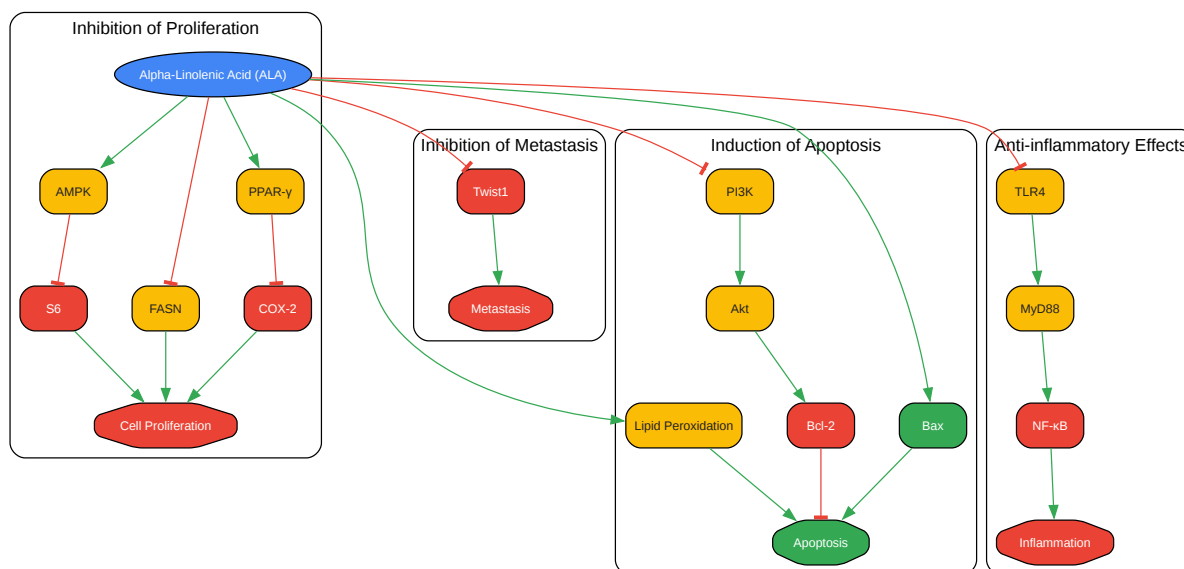 Inhibition of Proliferation
Alpha-Linolenic Acid (ALA)
Inhibition of Metastasis
Induction of Apoptosis
Anti-inflammatory Effects
AMPK
PPAR-γ
Twist1
PI3K
TLR4
S6
FASN
COX-2
Metastasis
Akt
MyD88
Cell Proliferation
Lipid Peroxidation
Bcl-2
Bax
NF-κB
Apoptosis
Inflammation